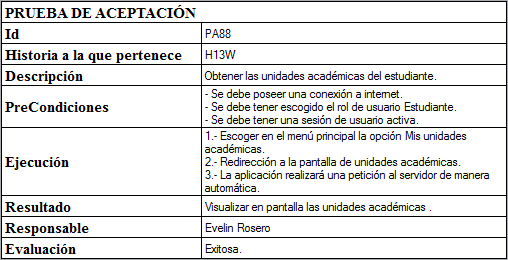 PRUEBA DE ACEPTACIÓN
Id PA88
Historia a la que pertenece H13W
Descripción Obtener las unidades académicas del estudiante.
PreCondiciones
- Se debe poseer una conexión a internet.
- Se debe tener escogido el rol de usuario Estudiante.
- Se debe tener una sesión de usuario activa.
Ejecución
1.- Escoger en el menú principal la opción Mis unidades
académicas.
2.- Redirección a la pantalla de unidades académicas.
3.- La aplicación realizará una petición al servidor de manera
automática.
Resultado Visualizar en pantalla las unidades académicas .
Responsable Evelin Rosero
Evaluación Exitosa.